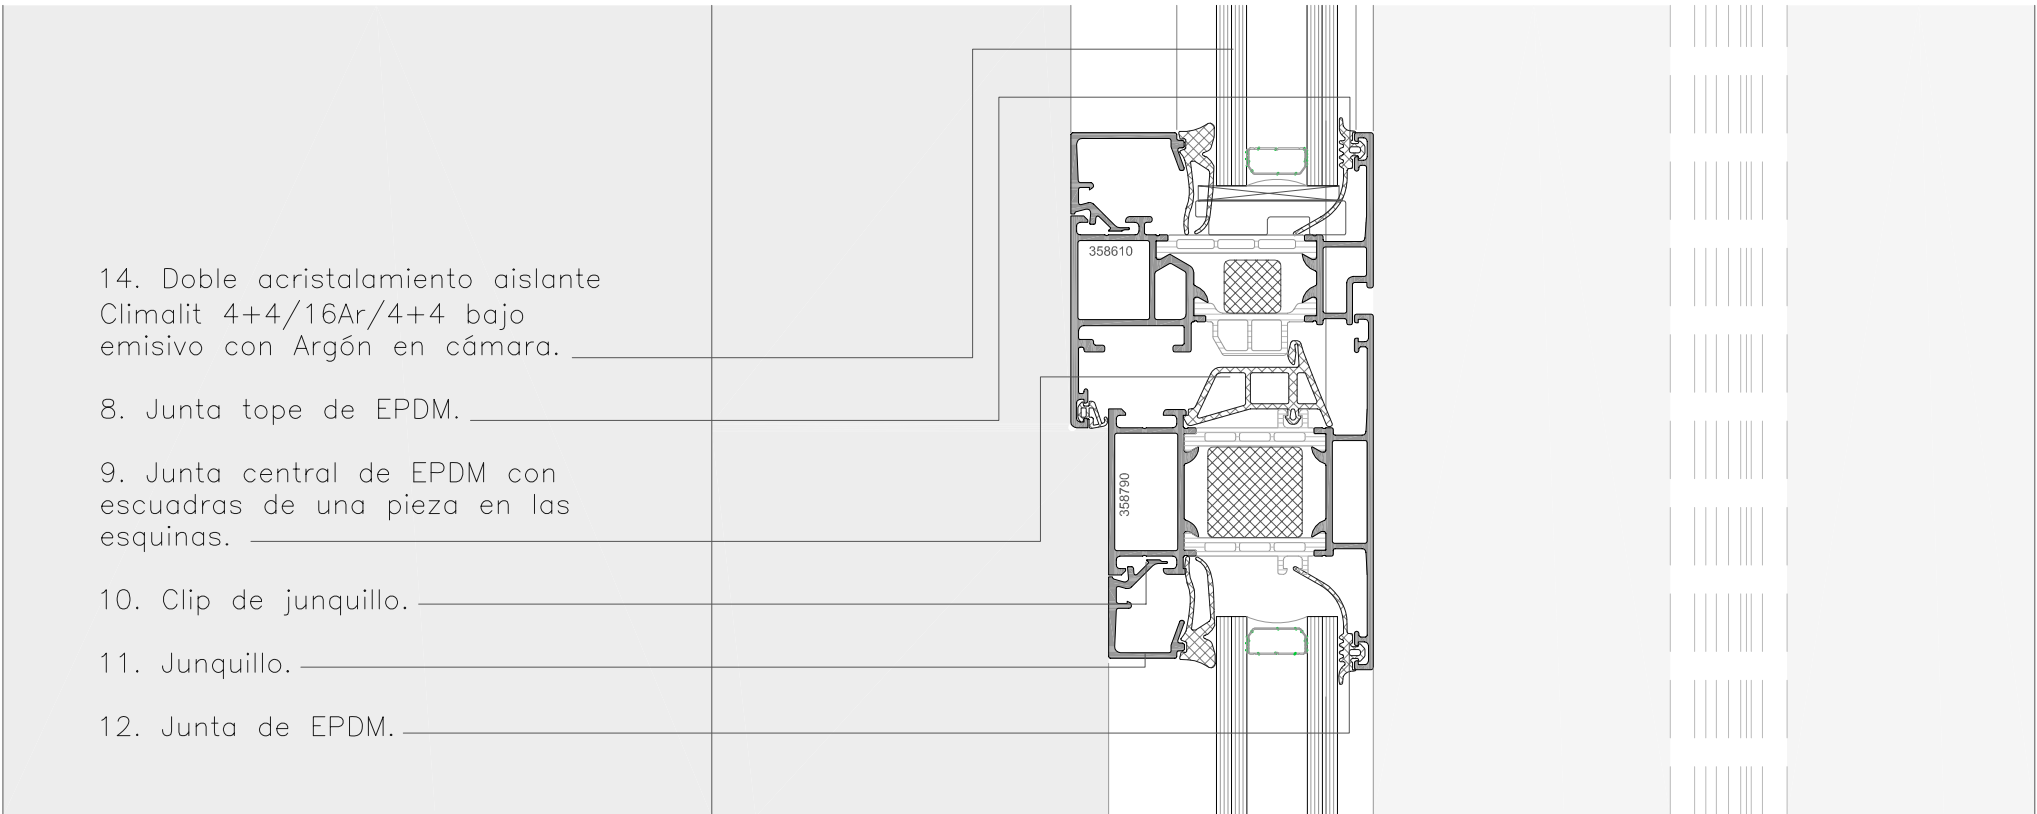 14. Doble acristalamiento aislante
Climalit 4+4/16Ar/4+4 bajo
emisivo con Argón en cámara.
8. Junta tope de EPDM.
9. Junta central de EPDM con
escuadras de una pieza en las
esquinas.
10. Clip de junquillo.
11. Junquillo.
12. Junta de EPDM.
358610
358790